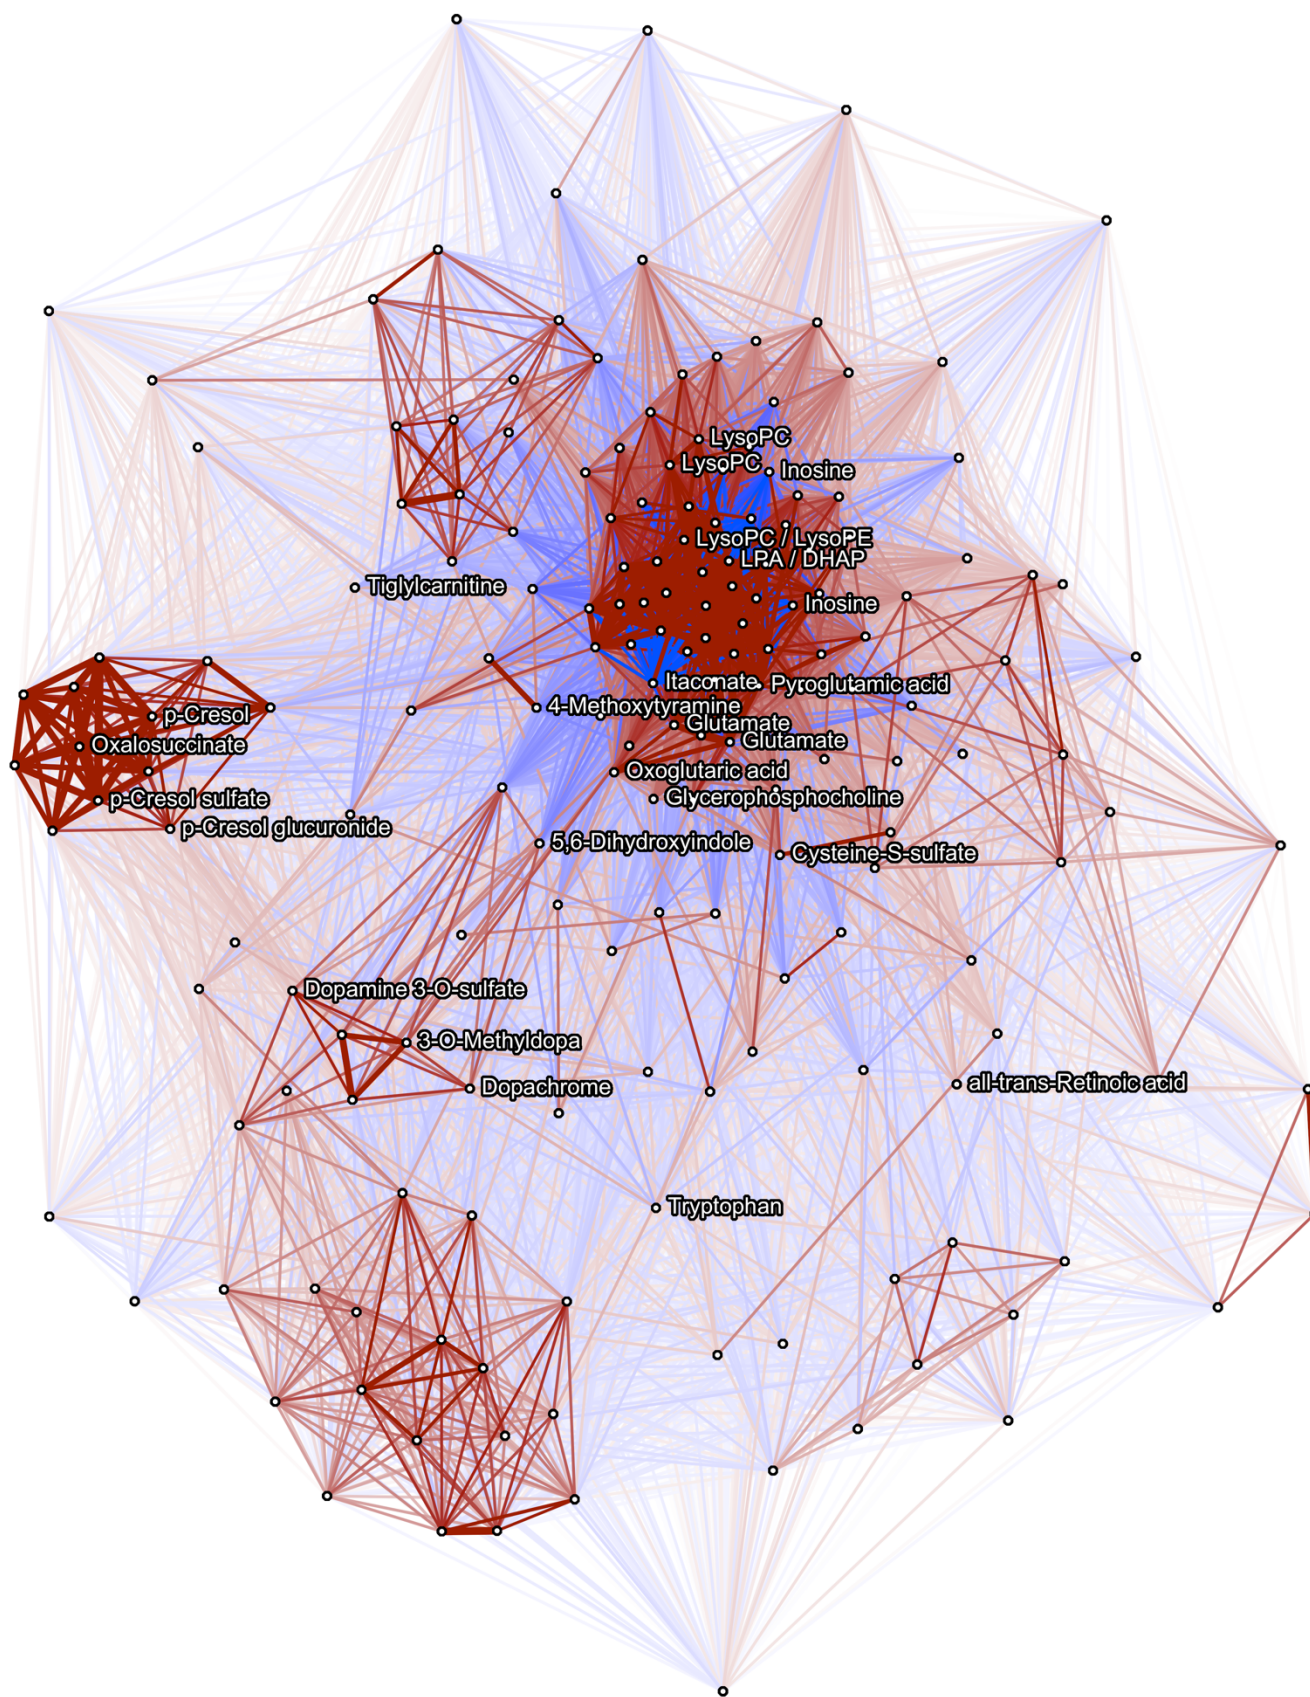 LysoPC
LysoPC
Inosine
LysoPC / LysoPE
LPA / DHAP
Tiglylcarnitine
Inosine
Itaconate
Pyroglutamic acid
4-Methoxytyramine
p-Cresol
Glutamate
Oxalosuccinate
Glutamate
Oxoglutaric acid
p-Cresol sulfate
Glycerophosphocholine
p-Cresol glucuronide
5,6-Dihydroxyindole
Cysteine-S-sulfate
Dopamine 3-O-sulfate
3-O-Methyldopa
Dopachrome
all-trans-Retinoic acid
Tryptophan